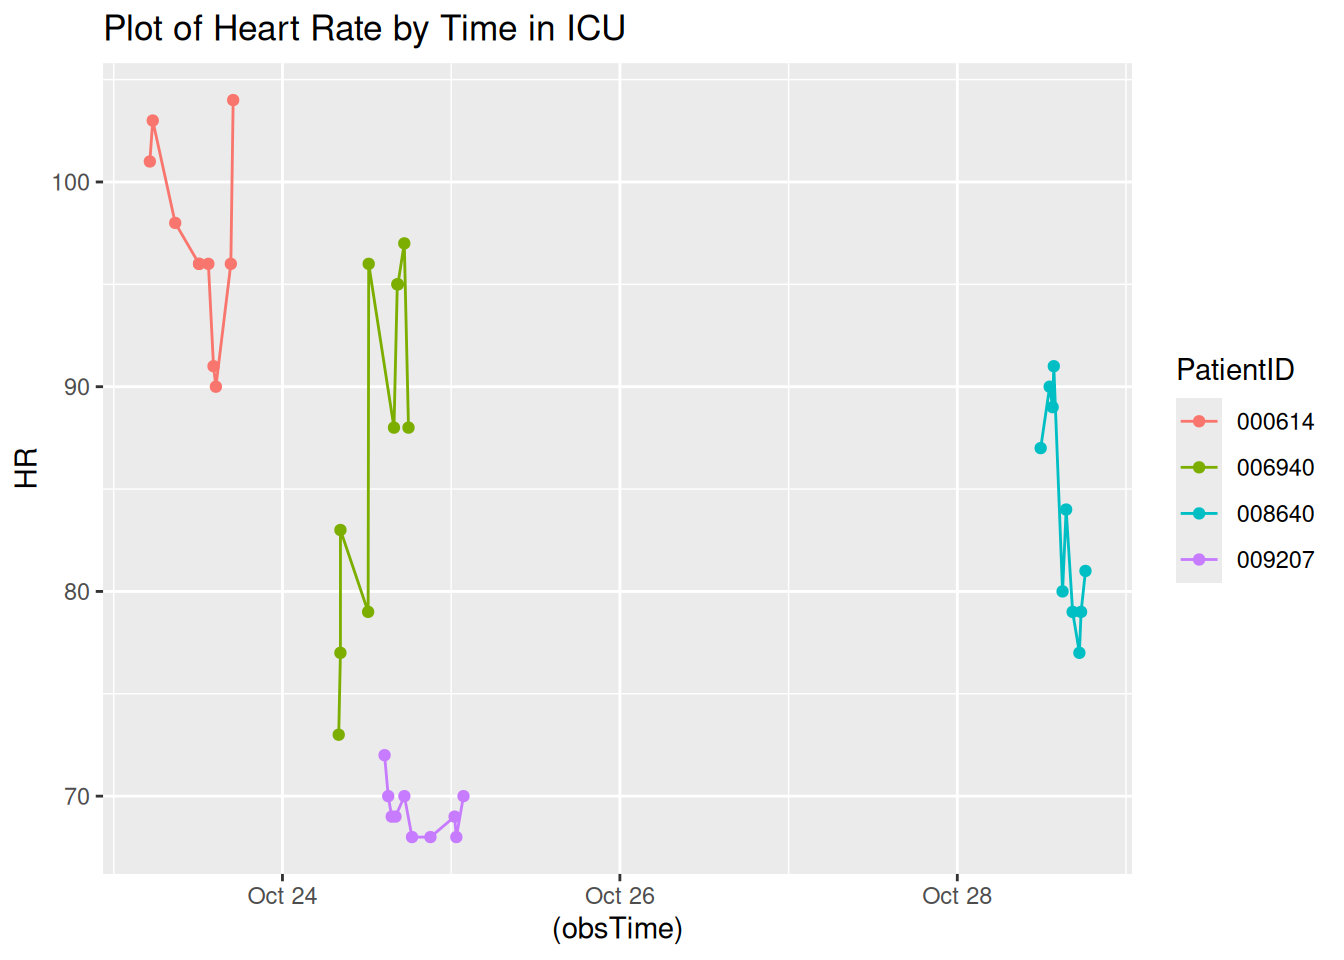 Plot of Heart Rate by Time in ICU
HR
100
90
80
70
Oct 24
Oct 26
Oct 28
(obsTime)
PatientID
000614
006940
008640
009207